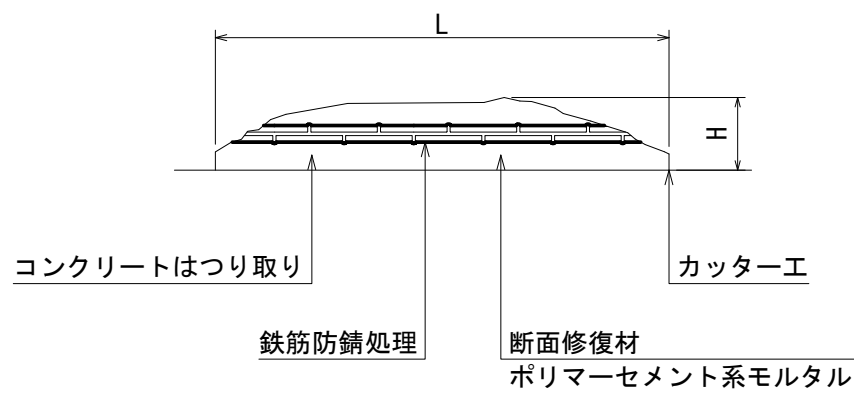 L
H
コンクリートはつり取り
カッター工
鉄筋防錆処理
断面修復材
ポリマーセメント系モルタル